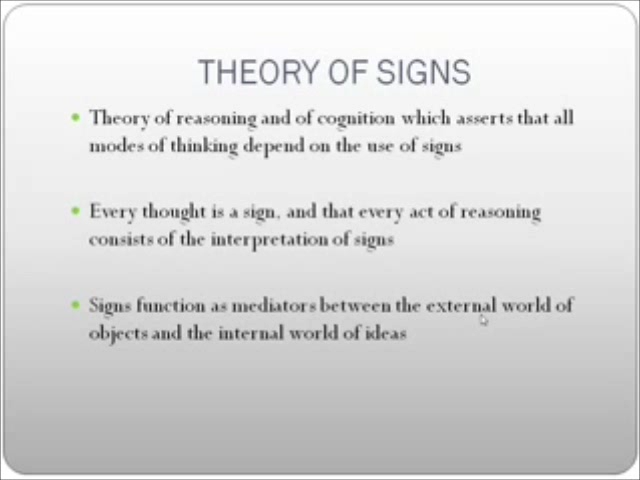 THEORY OF SIGNS
Theory of reasoning and of cognition which asserts that all
modes of thinking depend on the use of signs
Every thought is a sign, and that every act of reasoning
consists of the interpretation of signs
Signs function as mediators between the external world of
objects and the internal world of ideas